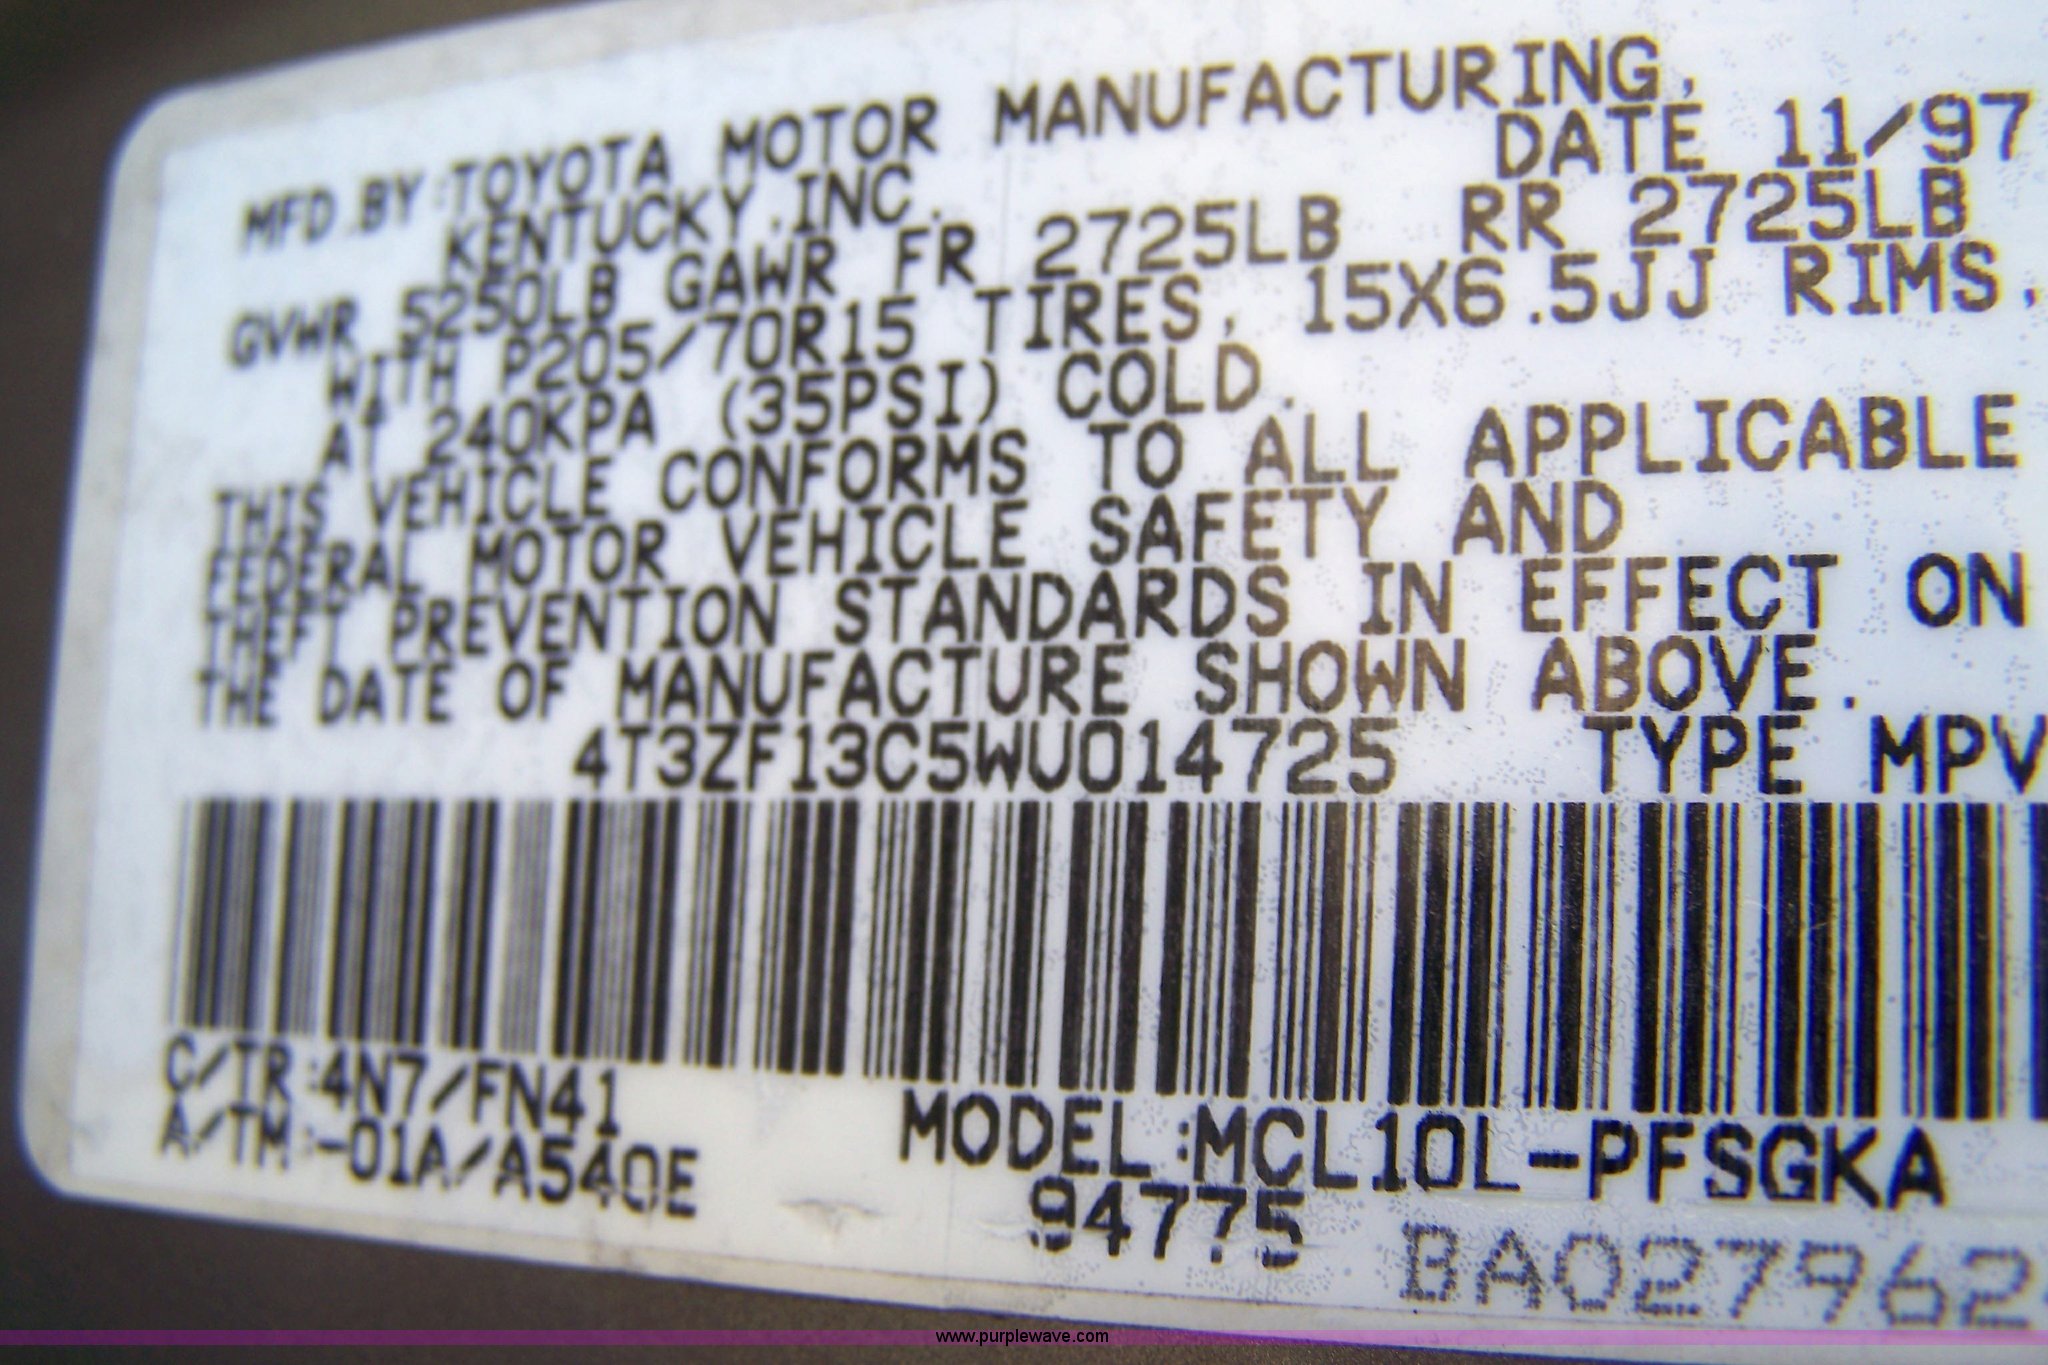 MFD.BY:TOYOTA MOTOR MANUFACTURING,
KENTUCKY,INC. DATE 11/97
GVWR 5250LB GAWR FR 2725LB RR 2725LB
WITH P205/70R15 TIRES, 15X6.5JJ RIMS,
AT 240KPA (35PSI) COLD.
THIS VEHICLE CONFORMS TO ALL APPLICABLE
FEDERAL MOTOR VEHICLE SAFETY AND
THEFT PREVENTION STANDARDS IN EFFECT ON
THE DATE OF MANUFACTURE SHOWN ABOVE.
4T3ZF13C5WU014725 TYPE MPV
C/TR:4N7/FN41
A/TM:-01A/A540E
MODEL:MCL10L-PFSGKA
94775
BA027962
www.purplewave.com